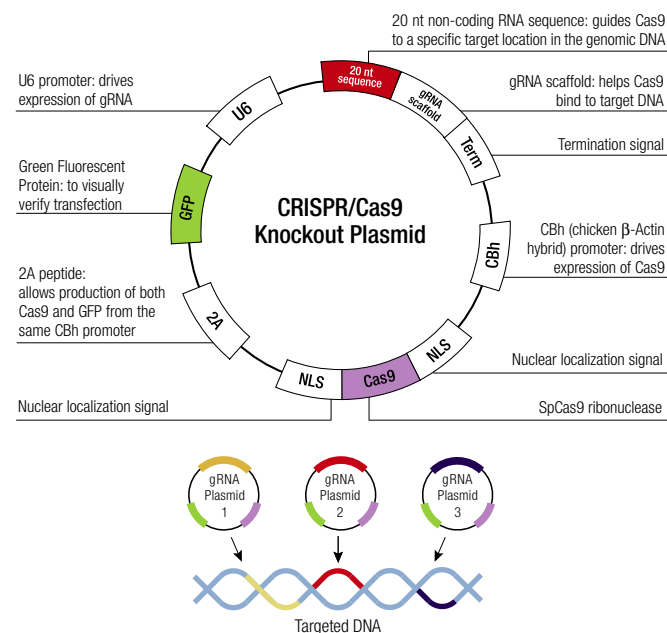 20 nt non-coding RNA sequence: guides Cas9
to a specific target location in the genomic DNA
U6 promoter: drives
expression of gRNA
20 nt
sequence
gRNA
scaffold
Term
U6
gRNA scaffold: helps Cas9
bind to target DNA
Termination signal
Green Fluorescent
Protein: to visually
verify transfection
GFP
CRISPR/Cas9
Knockout Plasmid
CBh
CBh (chicken β-Actin
hybrid) promoter: drives
expression of Cas9
2A peptide:
allows production of both
Cas9 and GFP from the
same CBh promoter
2A
NLS
Cas9
NLS
Nuclear localization signal
Nuclear localization signal
SpCas9 ribonuclease
gRNA
Plasmid
1
gRNA
Plasmid
2
gRNA
Plasmid
3
Targeted DNA